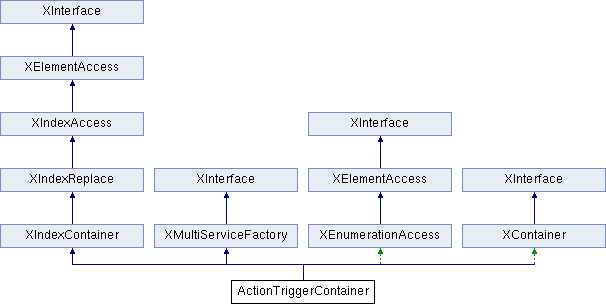 XInterface
XElementAccess
XIndexAccess
XInterface
XIndexReplace
XInterface
XElementAccess
XInterface
XIndexContainer
XMultiServiceFactory
XEnumerationAccess
XContainer
ActionTriggerContainer